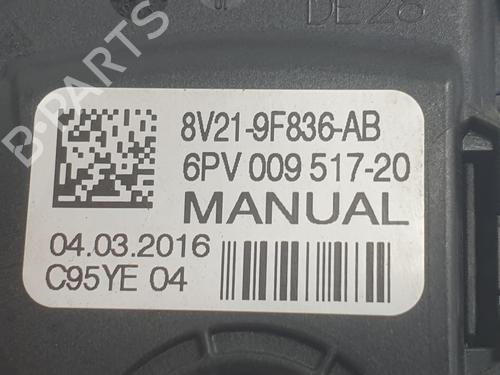 DE28
8V21-9F836-AB
6PV 009 517-20
MANUAL
04.03.2016
C95YE 04
B-PARTS